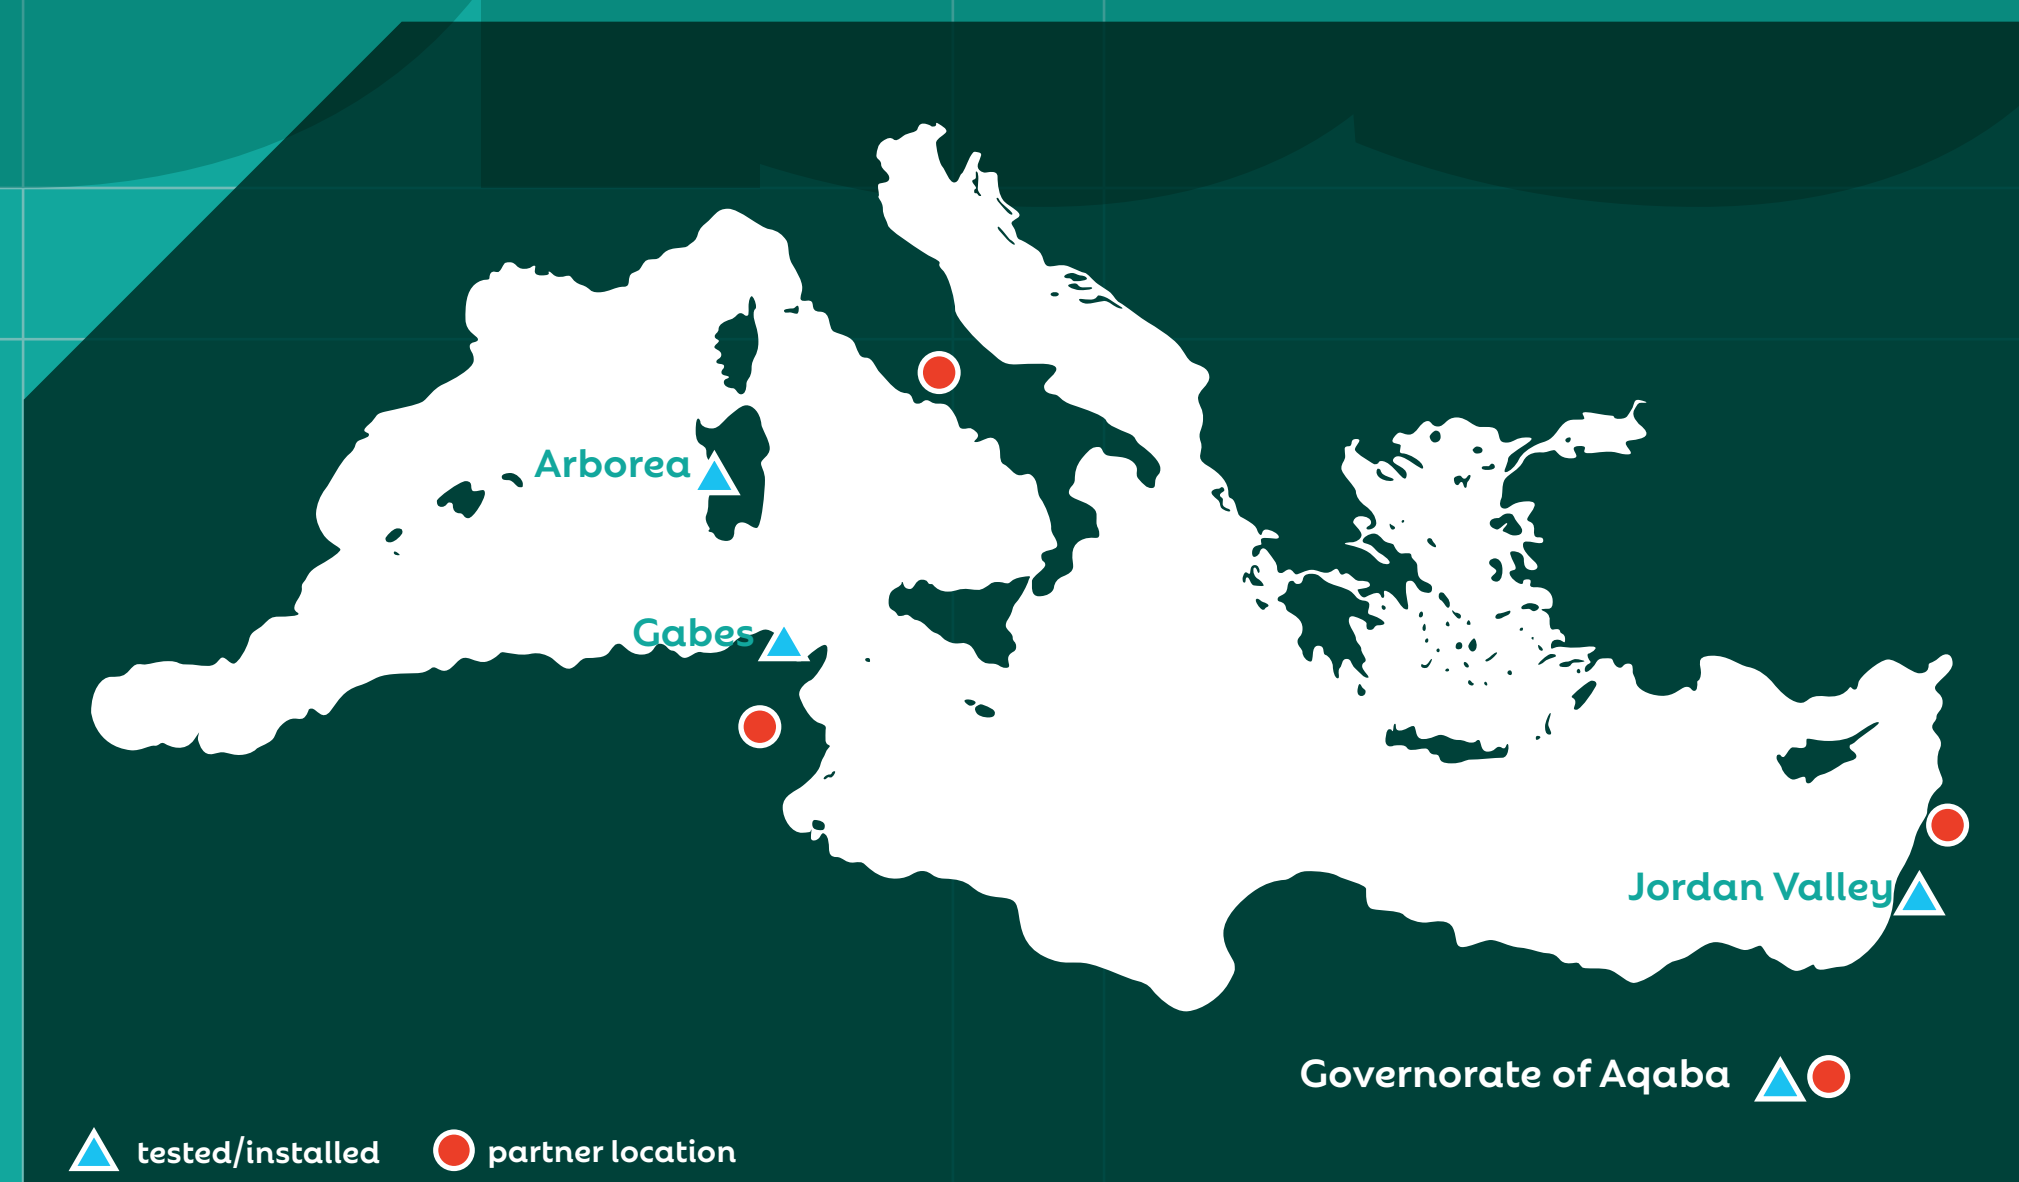 Arborea
Gabes
Jordan Valley
Governorate of Aqaba
tested/installed
partner location